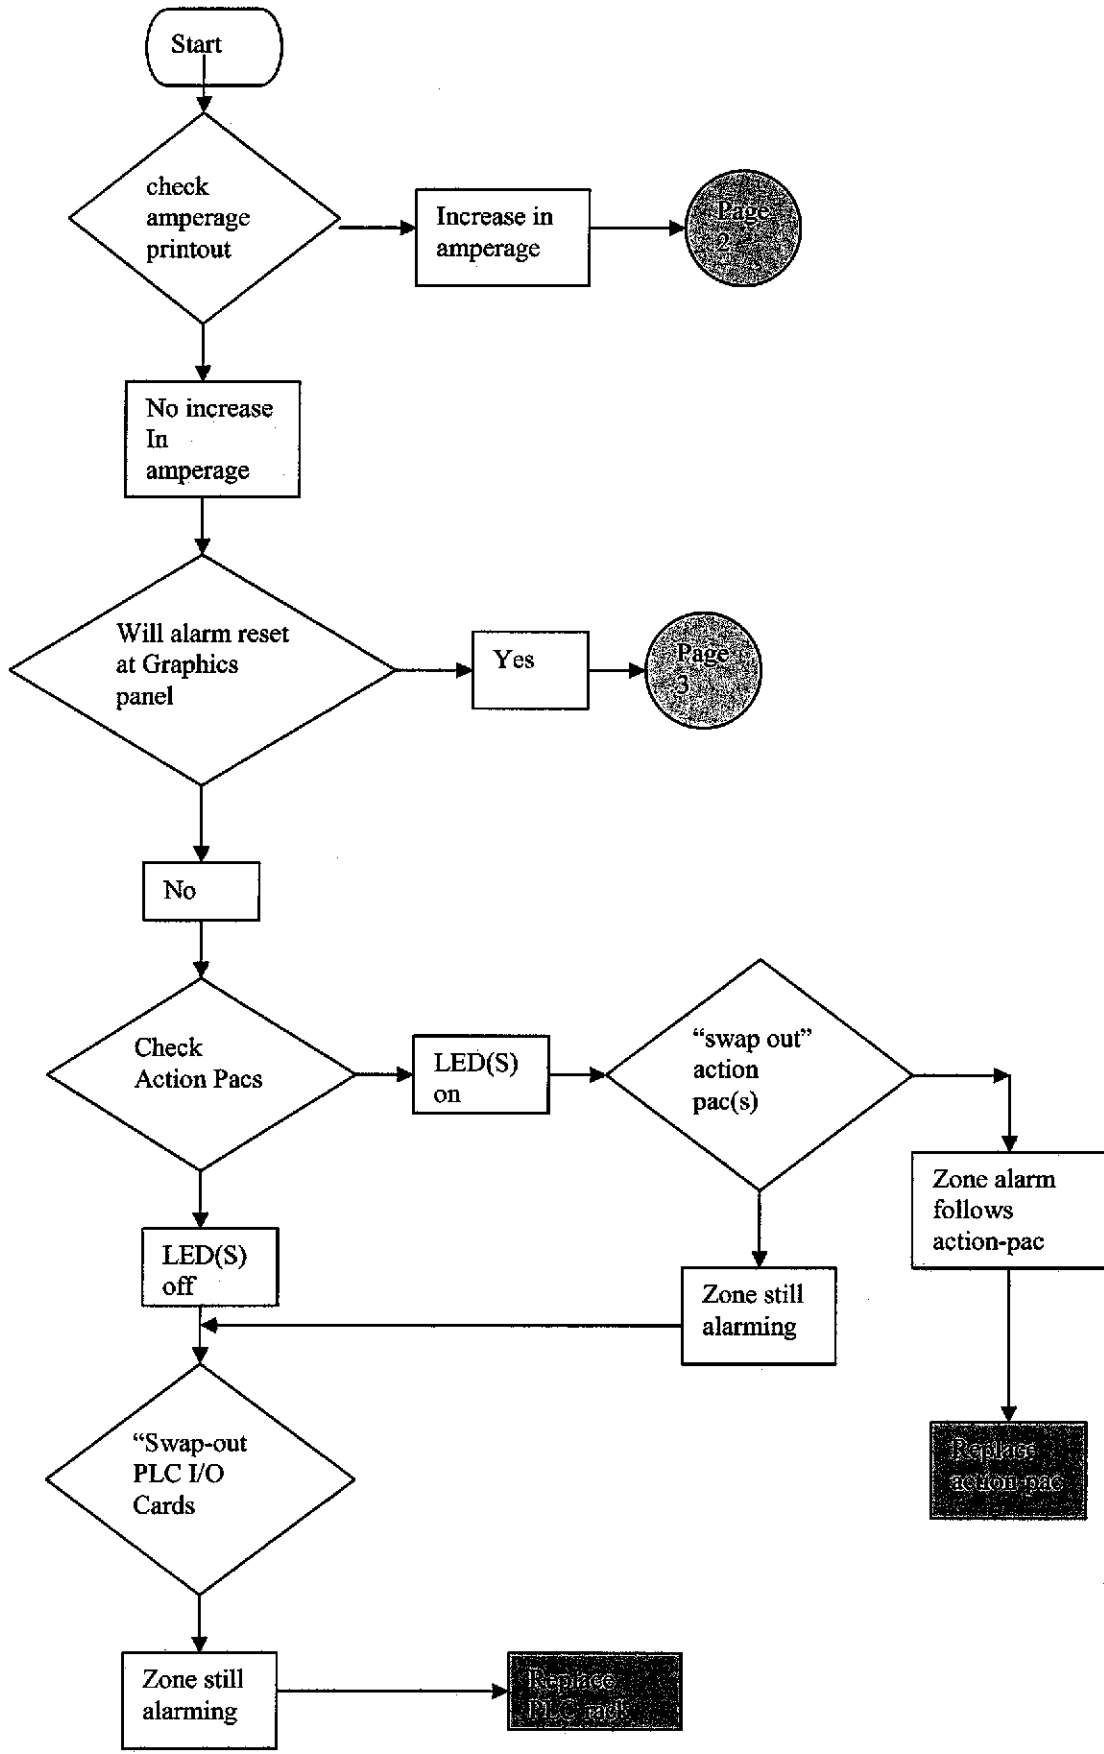 Start
check
amperage
printout
Increase in
amperage
Page
2
No increase
In
amperage
Will alarm reset
at Graphics
panel
Yes
Page
3
No
Check
Action Pacs
LED(S)
on
“swap out”
action
pac(s)
Zone alarm
follows
action-pac
LED(S)
off
Zone still
alarming
“Swap-out
PLC I/O
Cards
Replace
action-pac
Zone still
alarming
Replace
PLC rack